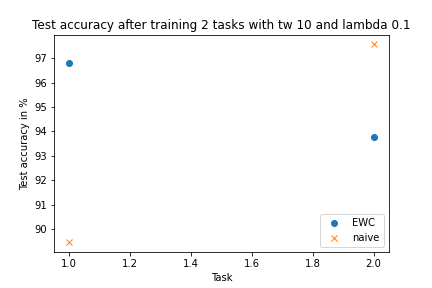 Test accuracy after training 2 tasks with tw 10 and lambda 0.1
97
96
95
94
93
92
91
90
Test accuracy in %
1.0 1.2 1.4 1.6 1.8 2.0
Task
EWC
naive